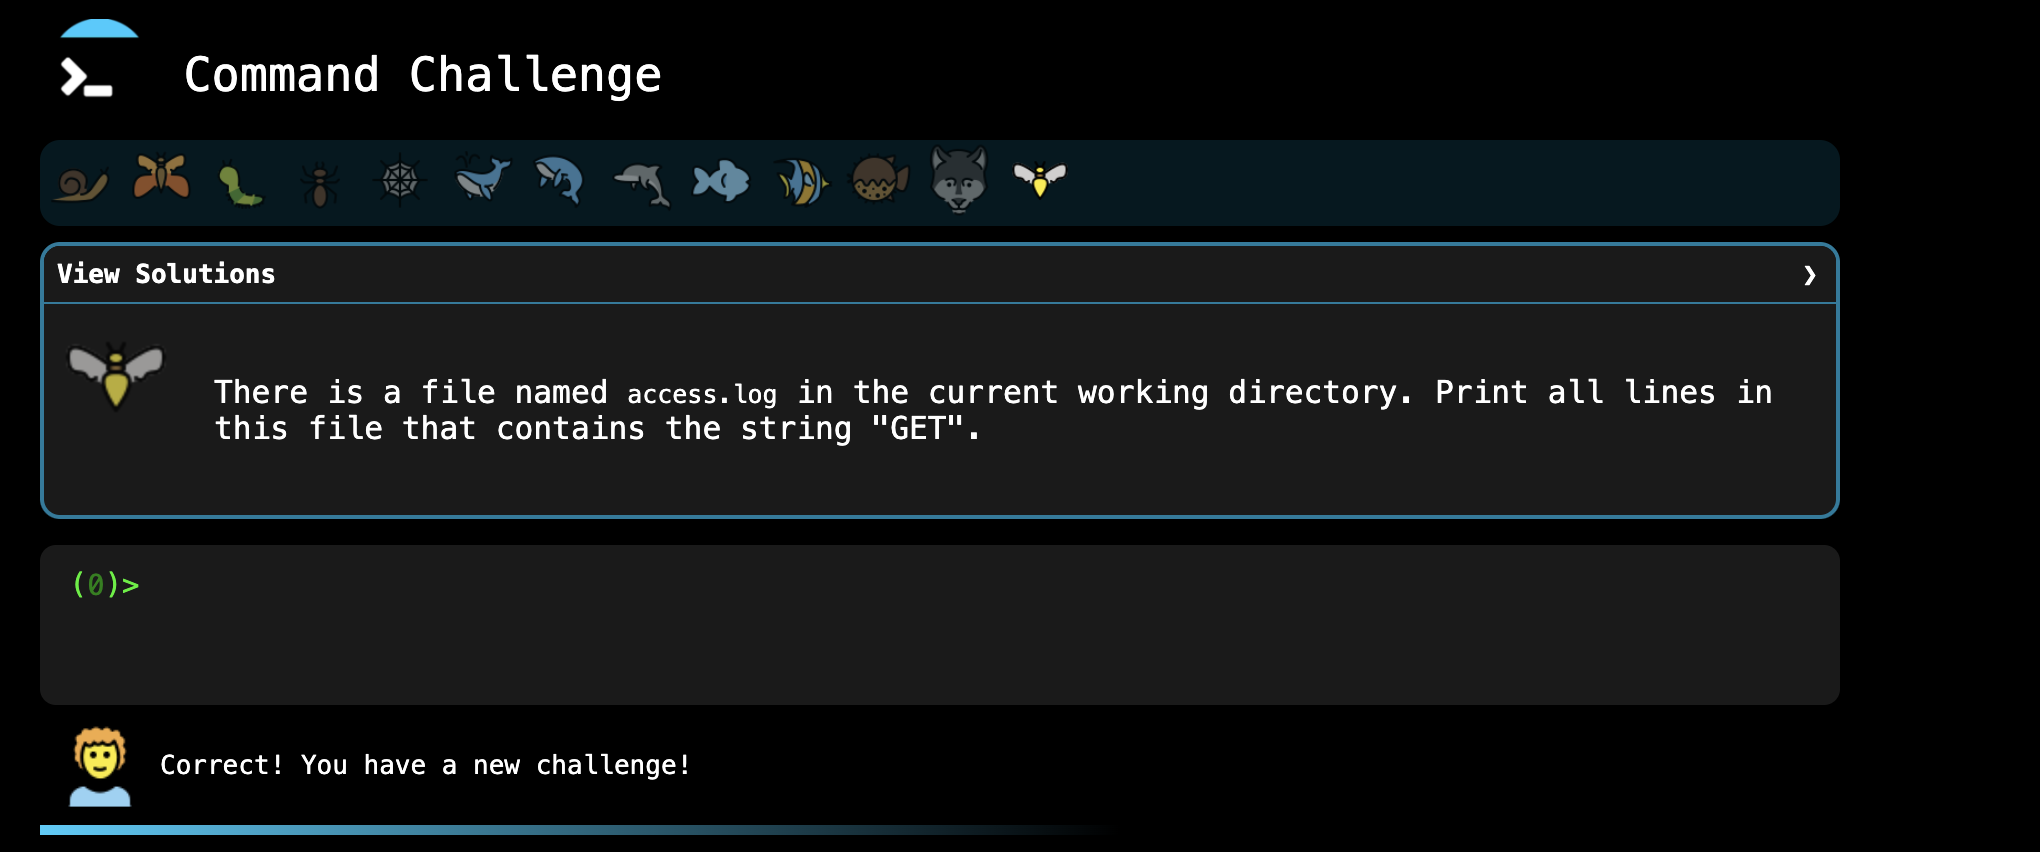 Command Challenge
View Solutions
There is a file named access.log in the current working directory. Print all lines in
this file that contains the string "GET".
(0)>
Correct! You have a new challenge!